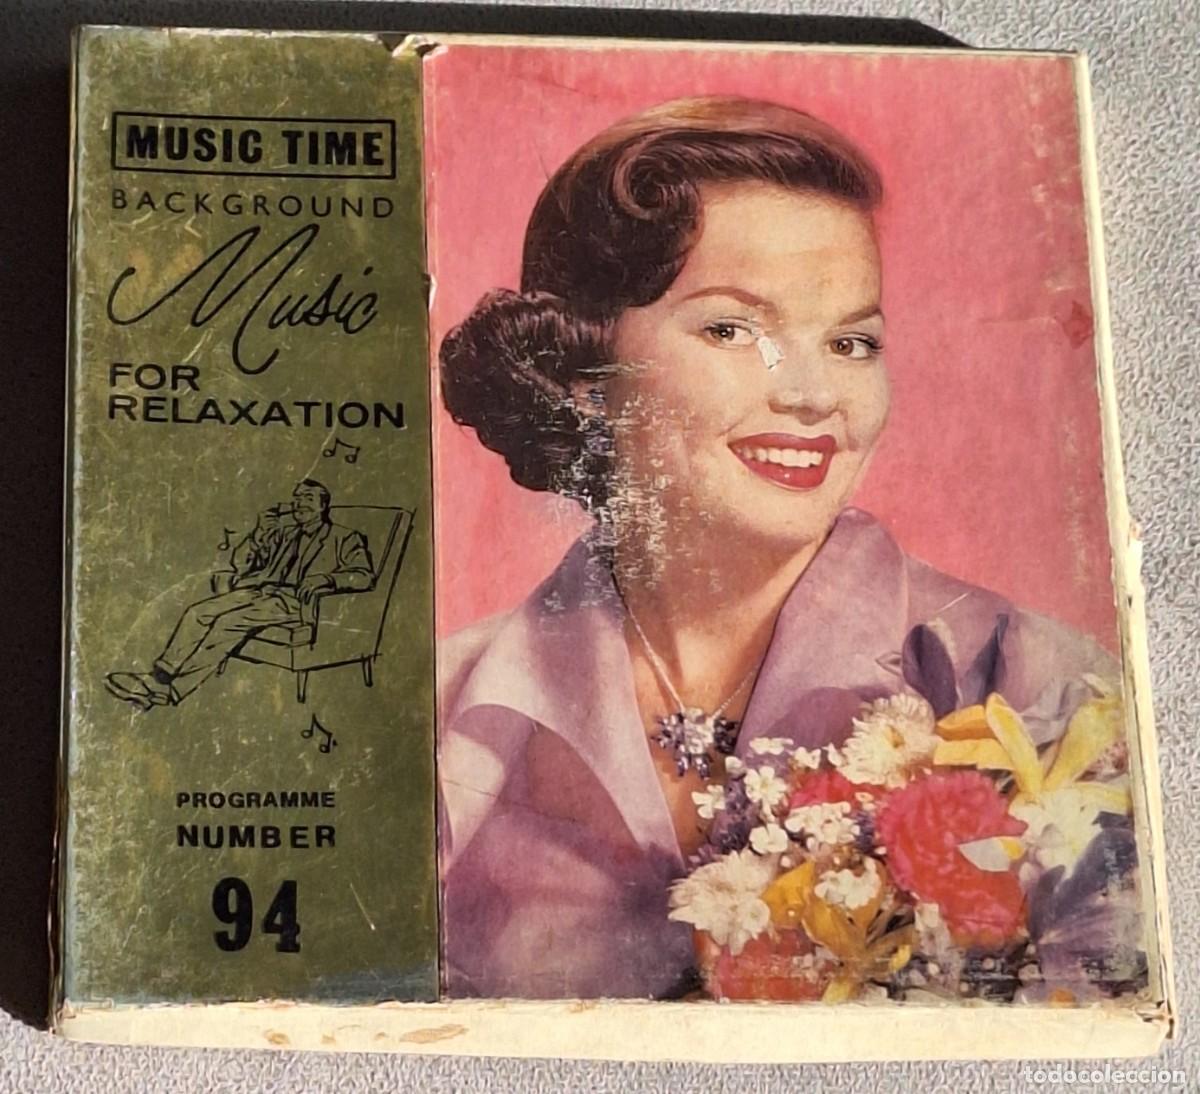 MUSIC TIME
BACKGROUND
Music
FOR
RELAXATION
PROGRAMME
NUMBER
94
todocoleccion